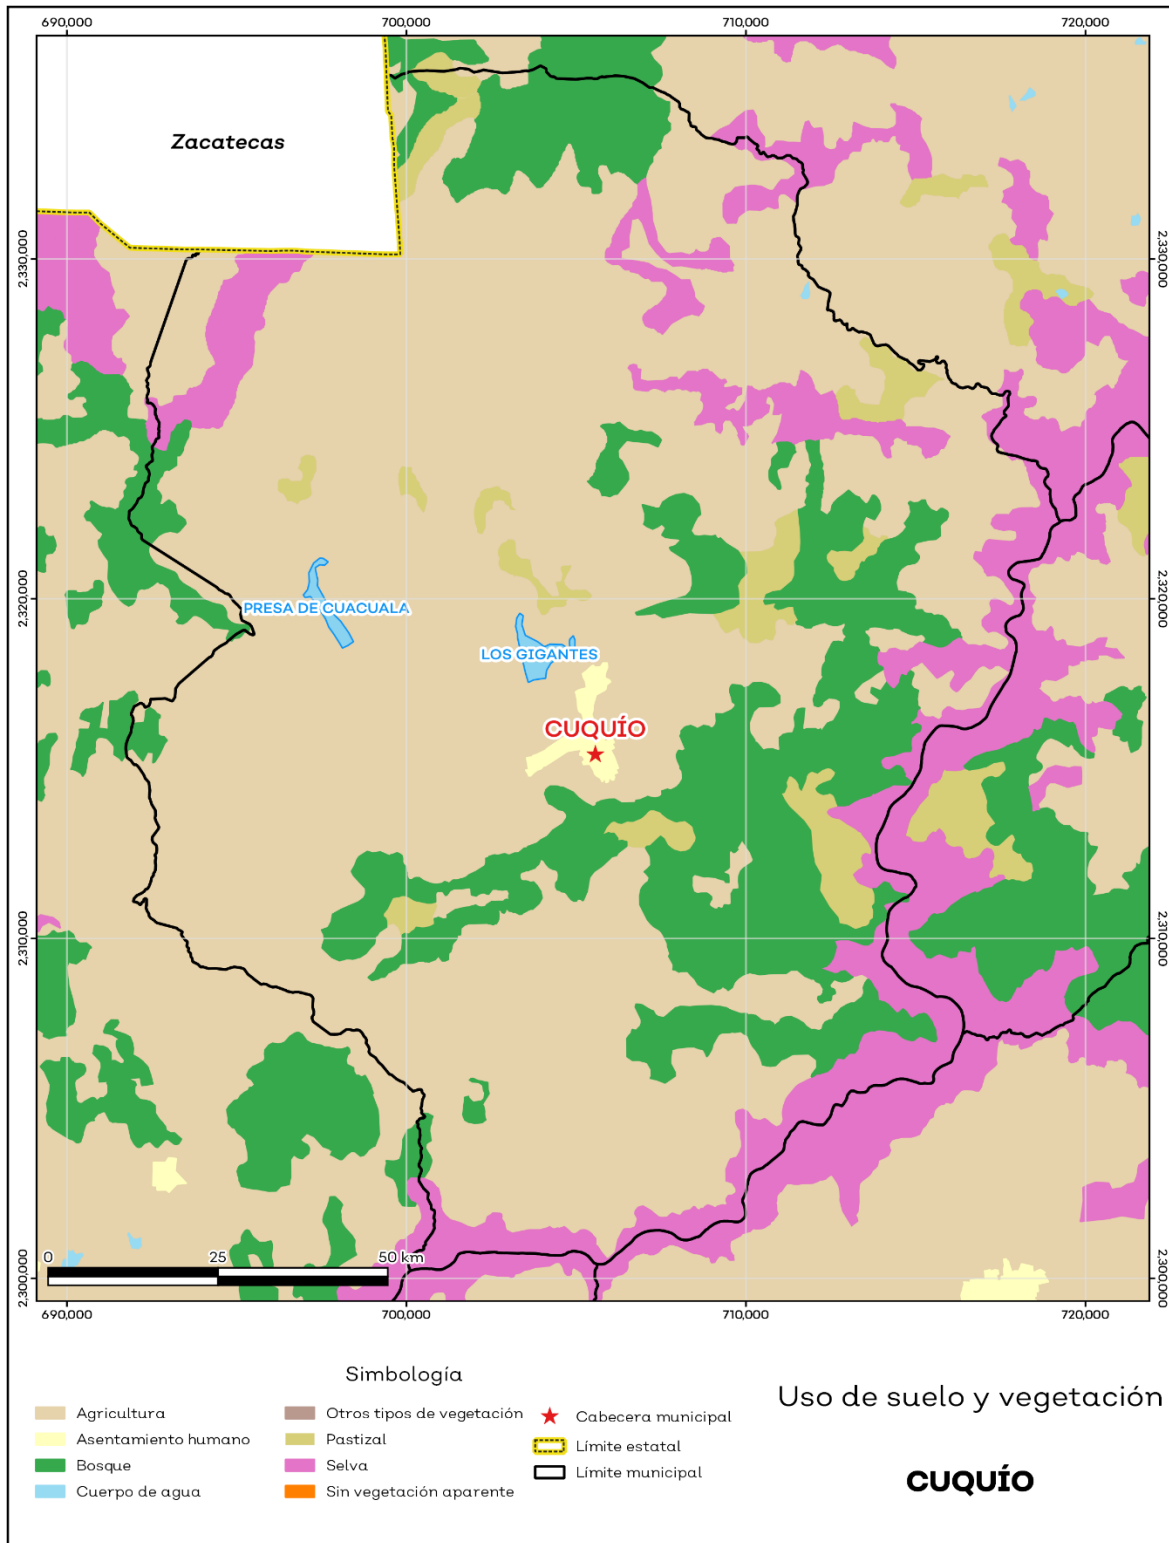 690,000 700,000 710,000 720,000
Zacatecas
2,330,000 2,330,000
2,320,000 2,320,000
PRESA DE CUACUALA
LOS GIGANTES
CUQUÍO
2,310,000 2,310,000
2,300,000 2,300,000
0 25 50 km
690,000 700,000 710,000 720,000
Simbología
Agricultura
Asentamiento humano
Bosque
Cuerpo de agua
Otros tipos de vegetación
Pastizal
Selva
Sin vegetación aparente
Cabecera municipal
Límite estatal
Límite municipal
Uso de suelo y vegetación
CUQUÍO